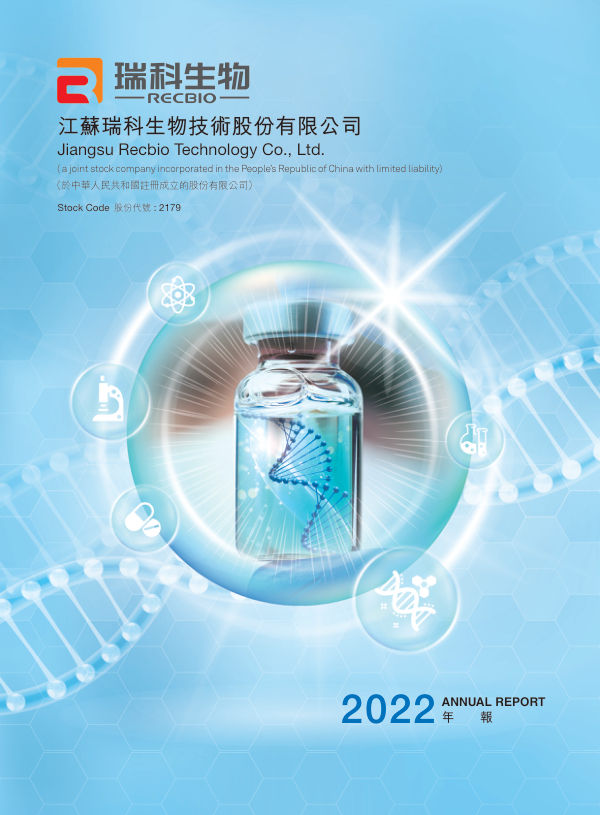 瑞科生物
RECBIO
江蘇瑞科生物技術股份有限公司
Jiangsu Recbio Technology Co., Ltd.
(a joint stock company incorporated in the People's Republic of China with limited liability)
(於中華人民共和國註冊成立的股份有限公司)
Stock Code 股份代號 : 2179
2022 ANNUAL REPORT
年 報